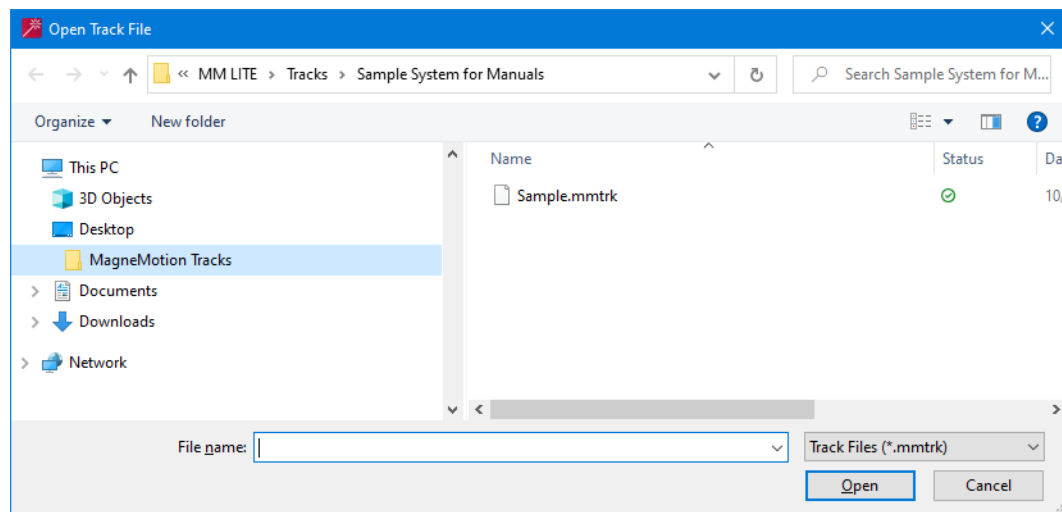 Open Track File
« MM LITE > Tracks > Sample System for Manuals
Search Sample System for M...
Organize
New folder
?
This PC
3D Objects
Desktop
MagneMotion Tracks
Documents
Downloads
Network
Name Status Da
Sample.mmtrk 10/
File name:
Track Files (*.mmtrk)
Open Cancel